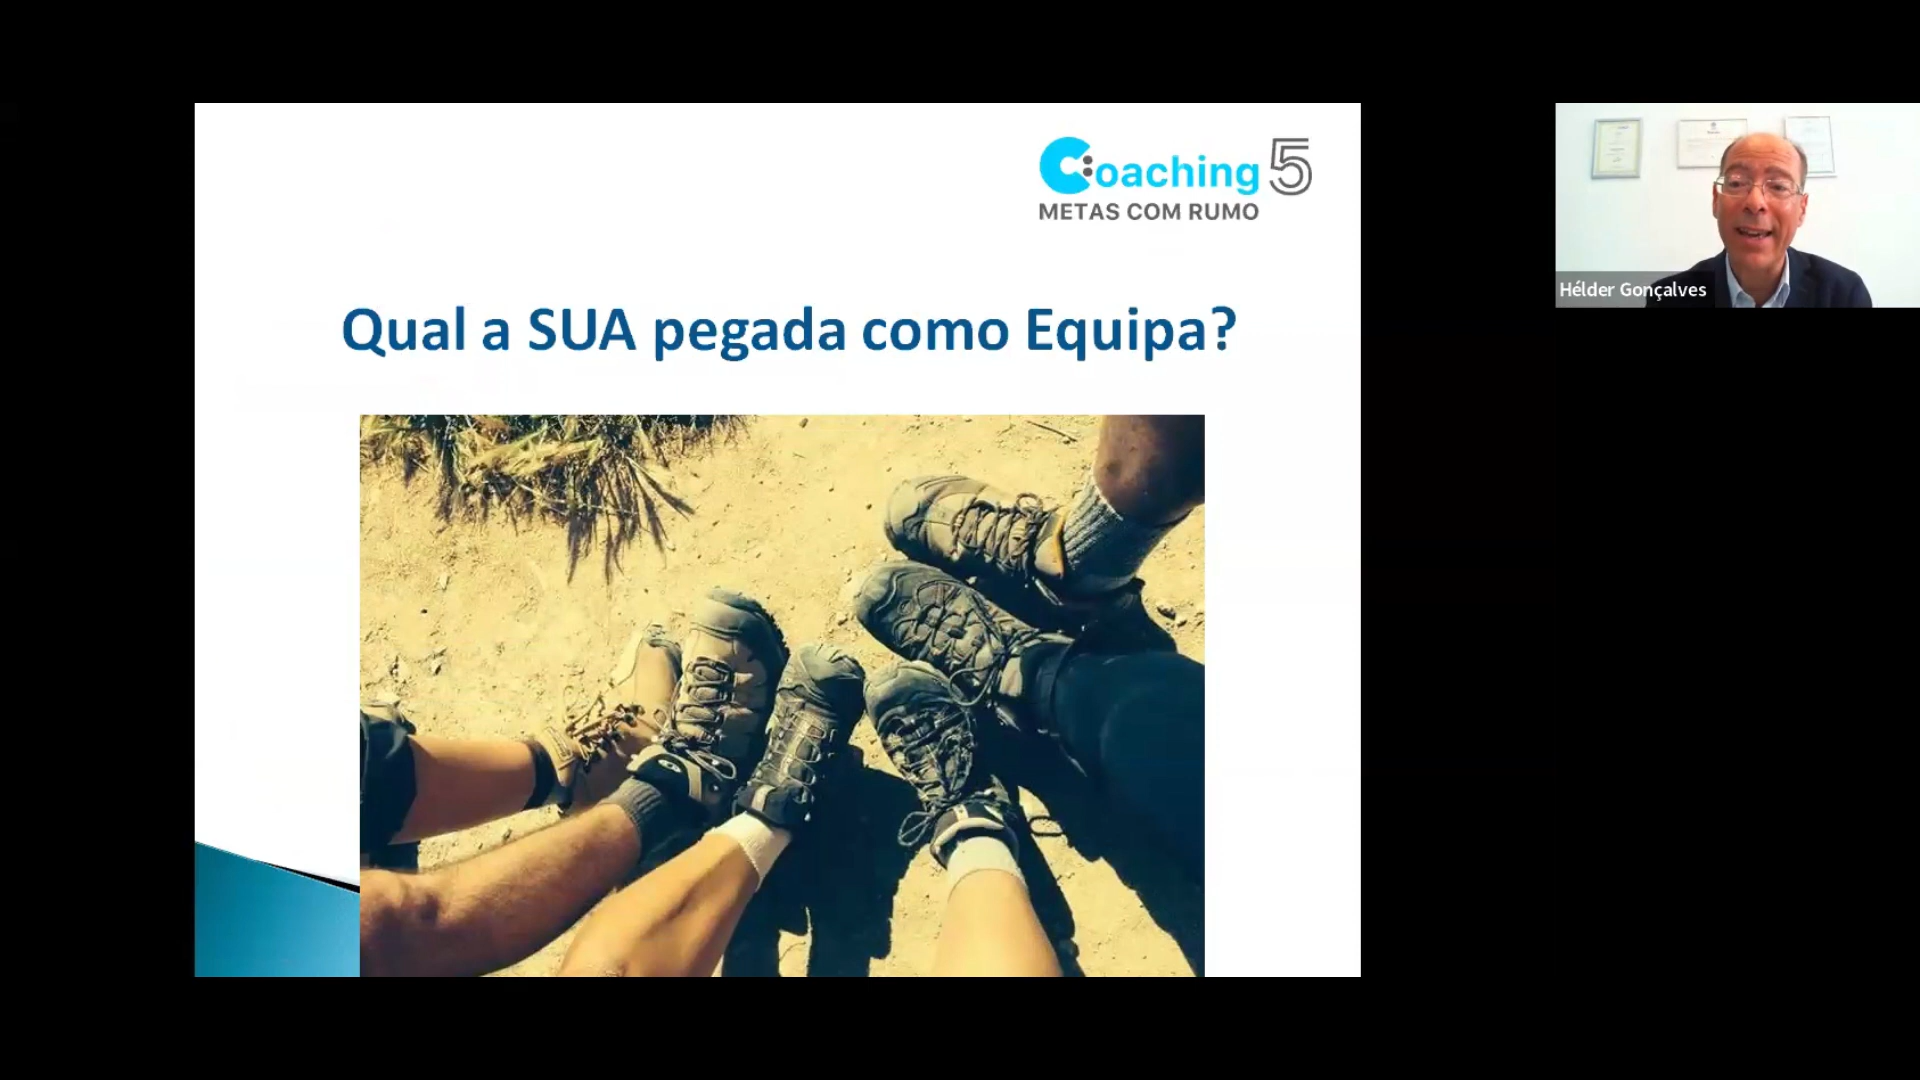 Coaching 5
METAS COM RUMO
Qual a SUA pegada como Equipa?
Hélder Gonçalves